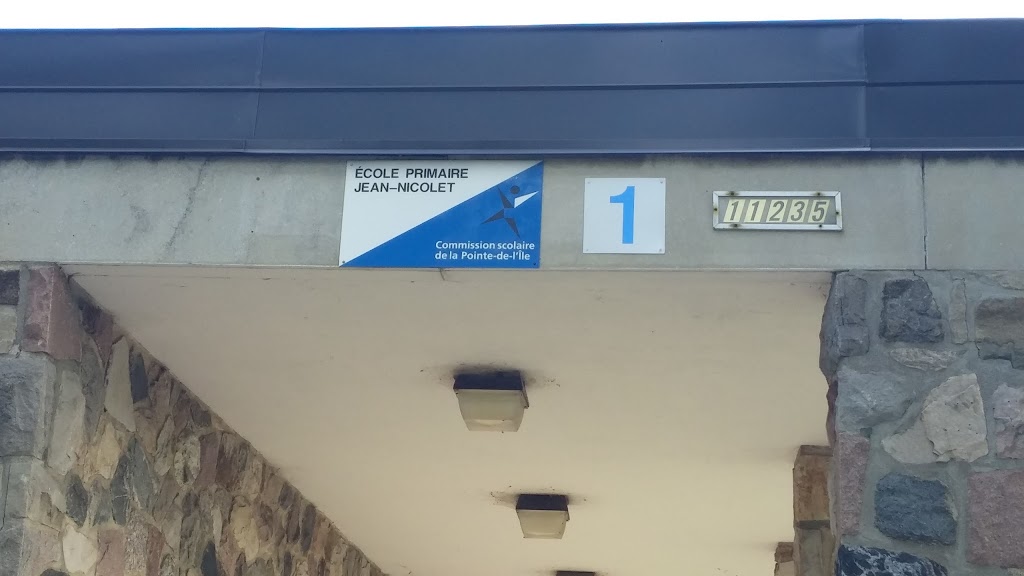 ÉCOLE PRIMAIRE
JEAN-NICOLET
Commission scolaire
de la Pointe-de-l'Île
1
11235